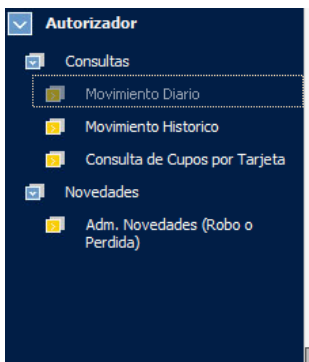 Autorizador
Consultas
Movimiento Diario
Movimiento Historico
Consulta de Cupos por Tarjeta
Novedades
Adm. Novedades (Robo o
Perdida)